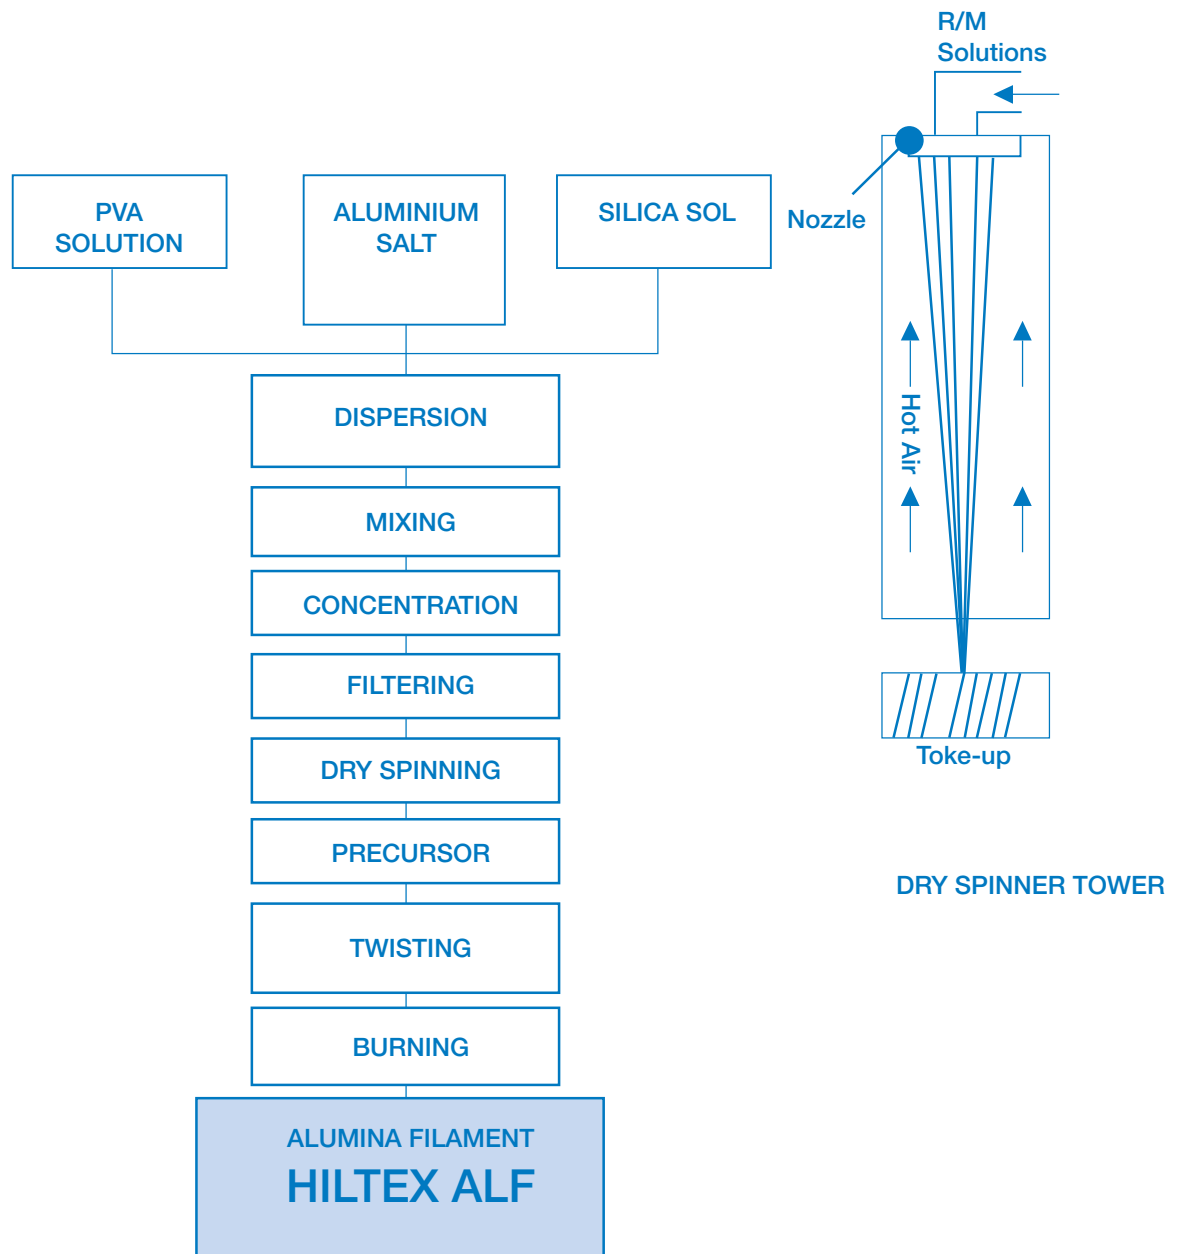 PVA
SOLUTION
ALUMINIUM
SALT
SILICA SOL
DISPERSION
MIXING
CONCENTRATION
FILTERING
DRY SPINNING
PRECURSOR
TWISTING
BURNING
ALUMINA FILAMENT
HILTEX ALF
R/M
Solutions
Nozzle
Hot Air
Toke-up
DRY SPINNER TOWER